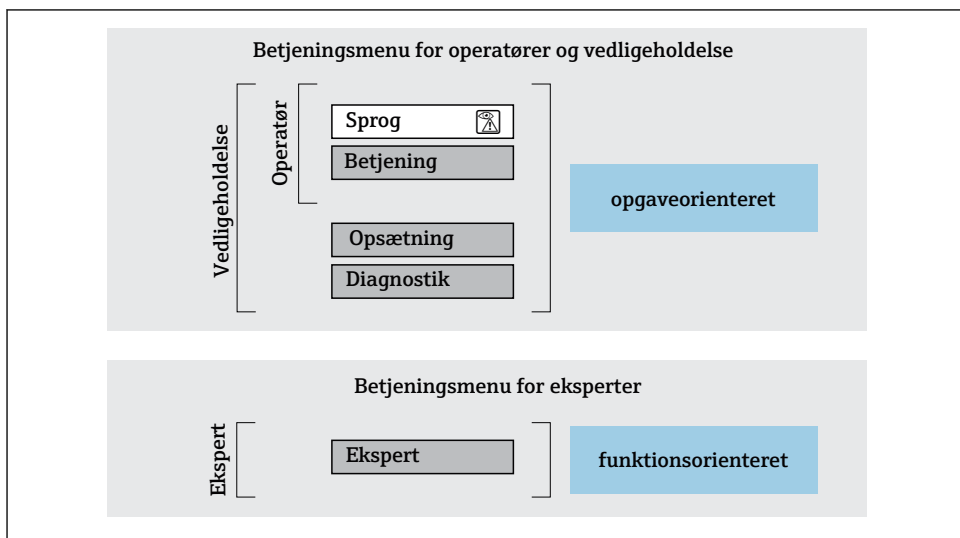 Betjeningsmenu for operatører og vedligeholdelse
Vedligeholdelse
Operatør
Sprog
Betjening
Opsætning
Diagnostik
opgaveorienteret
Betjeningsmenu for eksperter
Ekspert
Ekspert
funktionsorienteret